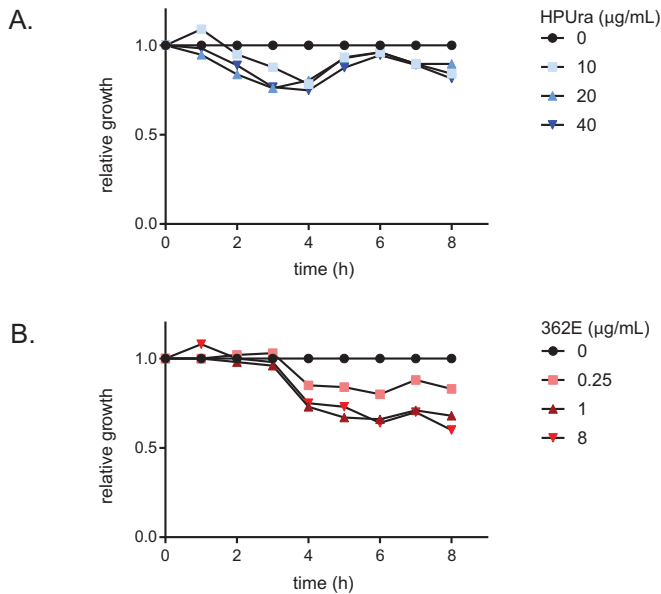 A.
HPUra (µg/mL)
0
10
20
40
relative growth
1.0
0.5
0.0
0 2 4 6 8
time (h)
B.
362E (µg/mL)
0
0.25
1
8
relative growth
1.0
0.5
0.0
0 2 4 6 8
time (h)